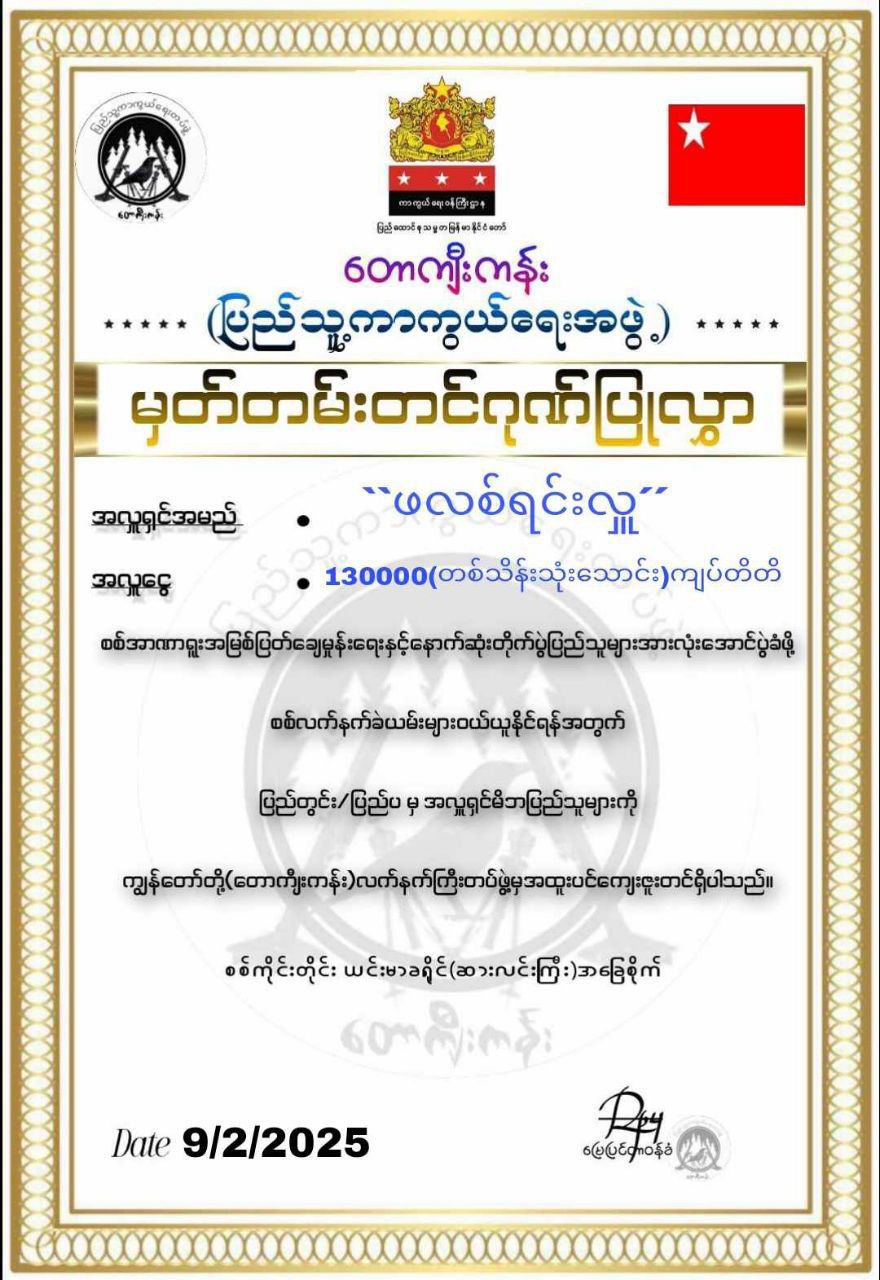 ပြည်သူ့ကာကွယ်ရေးတပ်ဖွဲ့
တောကျီးကန်း
ကာကွယ်ရေးဝန်ကြီးဌာန
ပြည်ထောင်စုသမ္မတမြန်မာနိုင်ငံတော်
တောကျီးကန်း
(ပြည်သူ့ကာကွယ်ရေးအဖွဲ့)
မှတ်တမ်းတင်ဂုဏ်ပြုလွှာ
အလှူရှင်အမည် • ``ဖလစ်ရင်းလှူ´´
အလှူငွေ • 130000(တစ်သိန်းသုံးသောင်း)ကျပ်တိတိ
စစ်အာဏာရူးအမြစ်ပြတ်ချေမှုန်းရေးနှင့်နောက်ဆုံးတိုက်ပွဲပြည်သူများအားလုံးအောင်ပွဲခံဖို့
စစ်လက်နက်ခဲယမ်းများဝယ်ယူနိုင်ရန်အတွက်
ပြည်တွင်း/ပြည်ပ မှ အလှူရှင်မိဘပြည်သူများကို
ကျွန်တော်တို့(တောကျီးကန်း)လက်နက်ကြီးတပ်ဖွဲ့မှအထူးပင်ကျေးဇူးတင်ရှိပါသည်။
စစ်ကိုင်းတိုင်း ယင်းမာခရိုင်(ဆားလင်းကြီး)အခြေစိုက်
တောကျီးကန်း
Date 9/2/2025
မြေပြင်တာဝန်ခံ